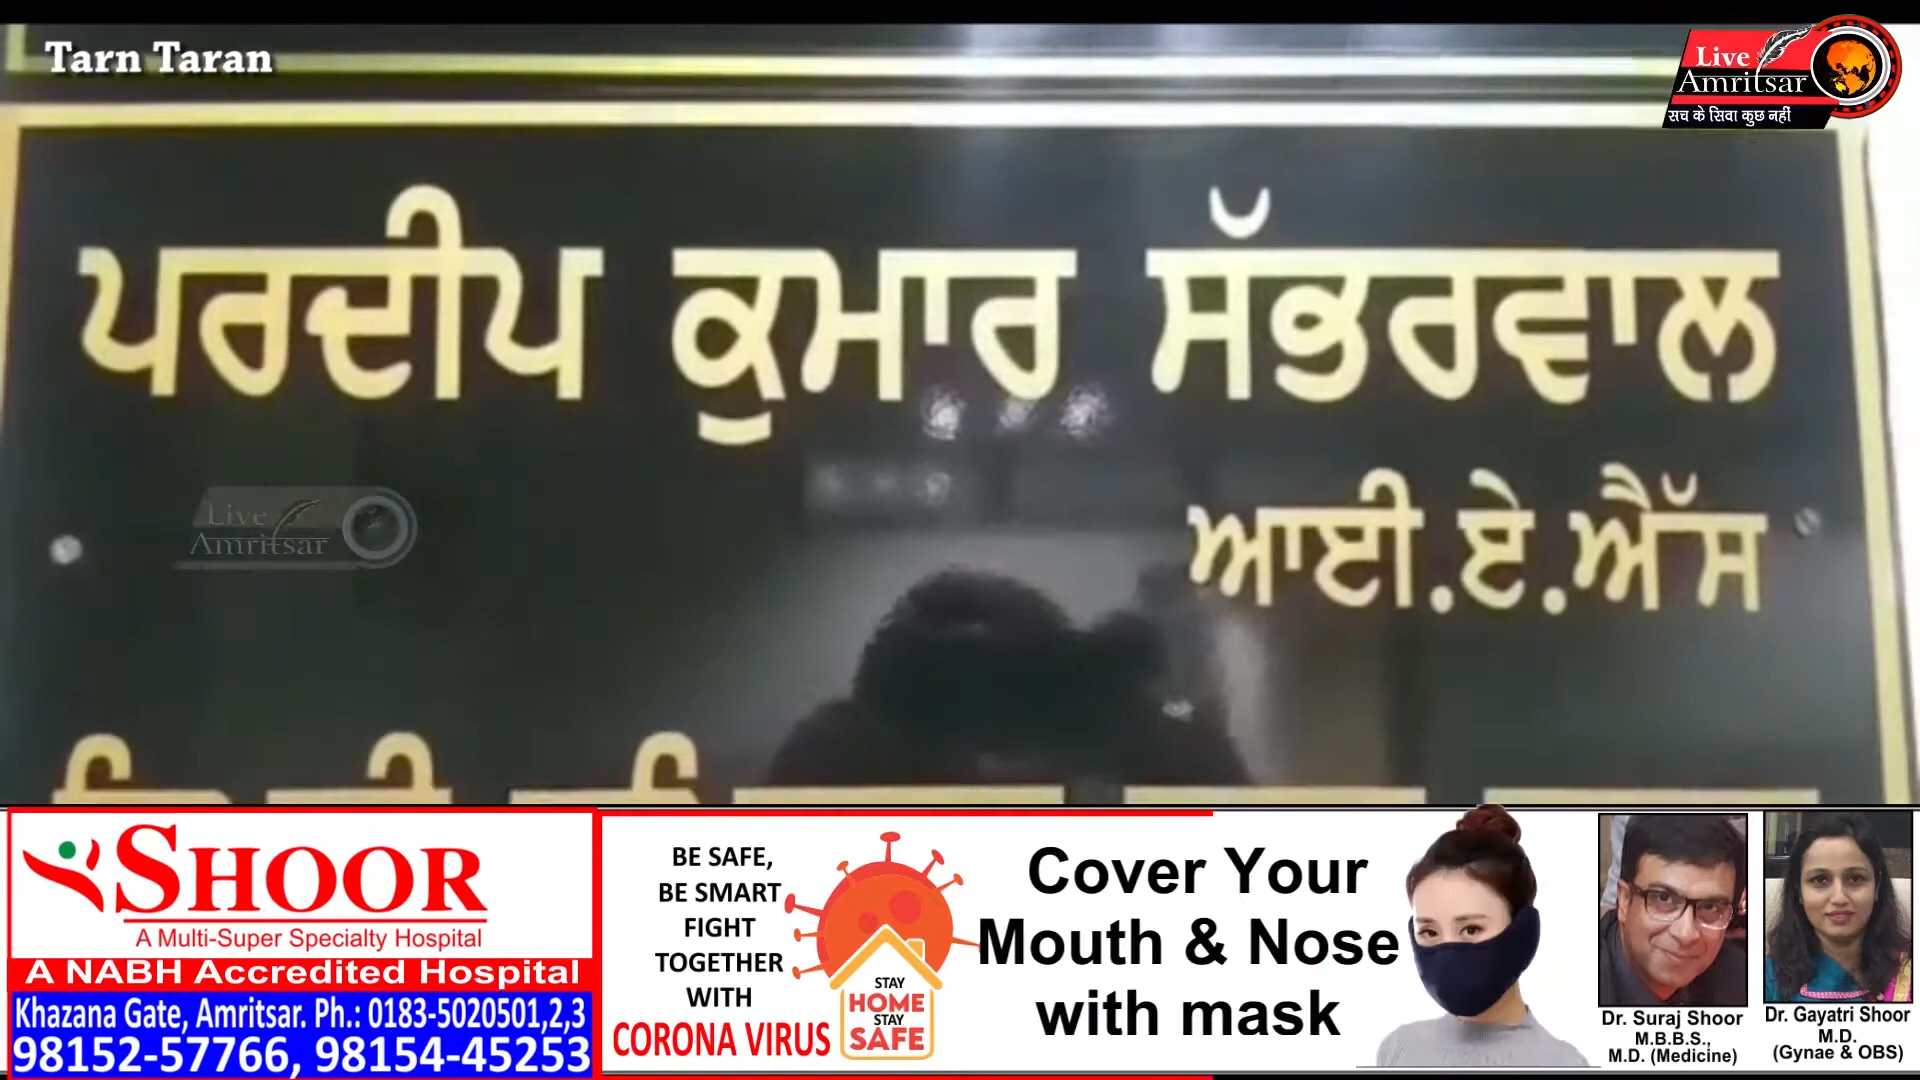 Tarn Taran
Live
Amritsar
सच के सिवा कुछ नहीं
ਪਰਦੀਪ ਕੁਮਾਰ ਸੱਭਰਵਾਲ
ਆਈ.ਏ.ਐੱਸ
Live
Amritsar
SHOOR
A Multi-Super Specialty Hospital
A NABH Accredited Hospital
Khazana Gate, Amritsar. Ph.: 0183-5020501,2,3
98152-57766, 98154-45253
BE SAFE,
BE SMART
FIGHT
TOGETHER
WITH
CORONA VIRUS
STAY
HOME
STAY
SAFE
Cover Your
Mouth & Nose
with mask
Dr. Suraj Shoor
M.B.B.S.,
M.D. (Medicine)
Dr. Gayatri Shoor
M.D.
(Gynae & OBS)